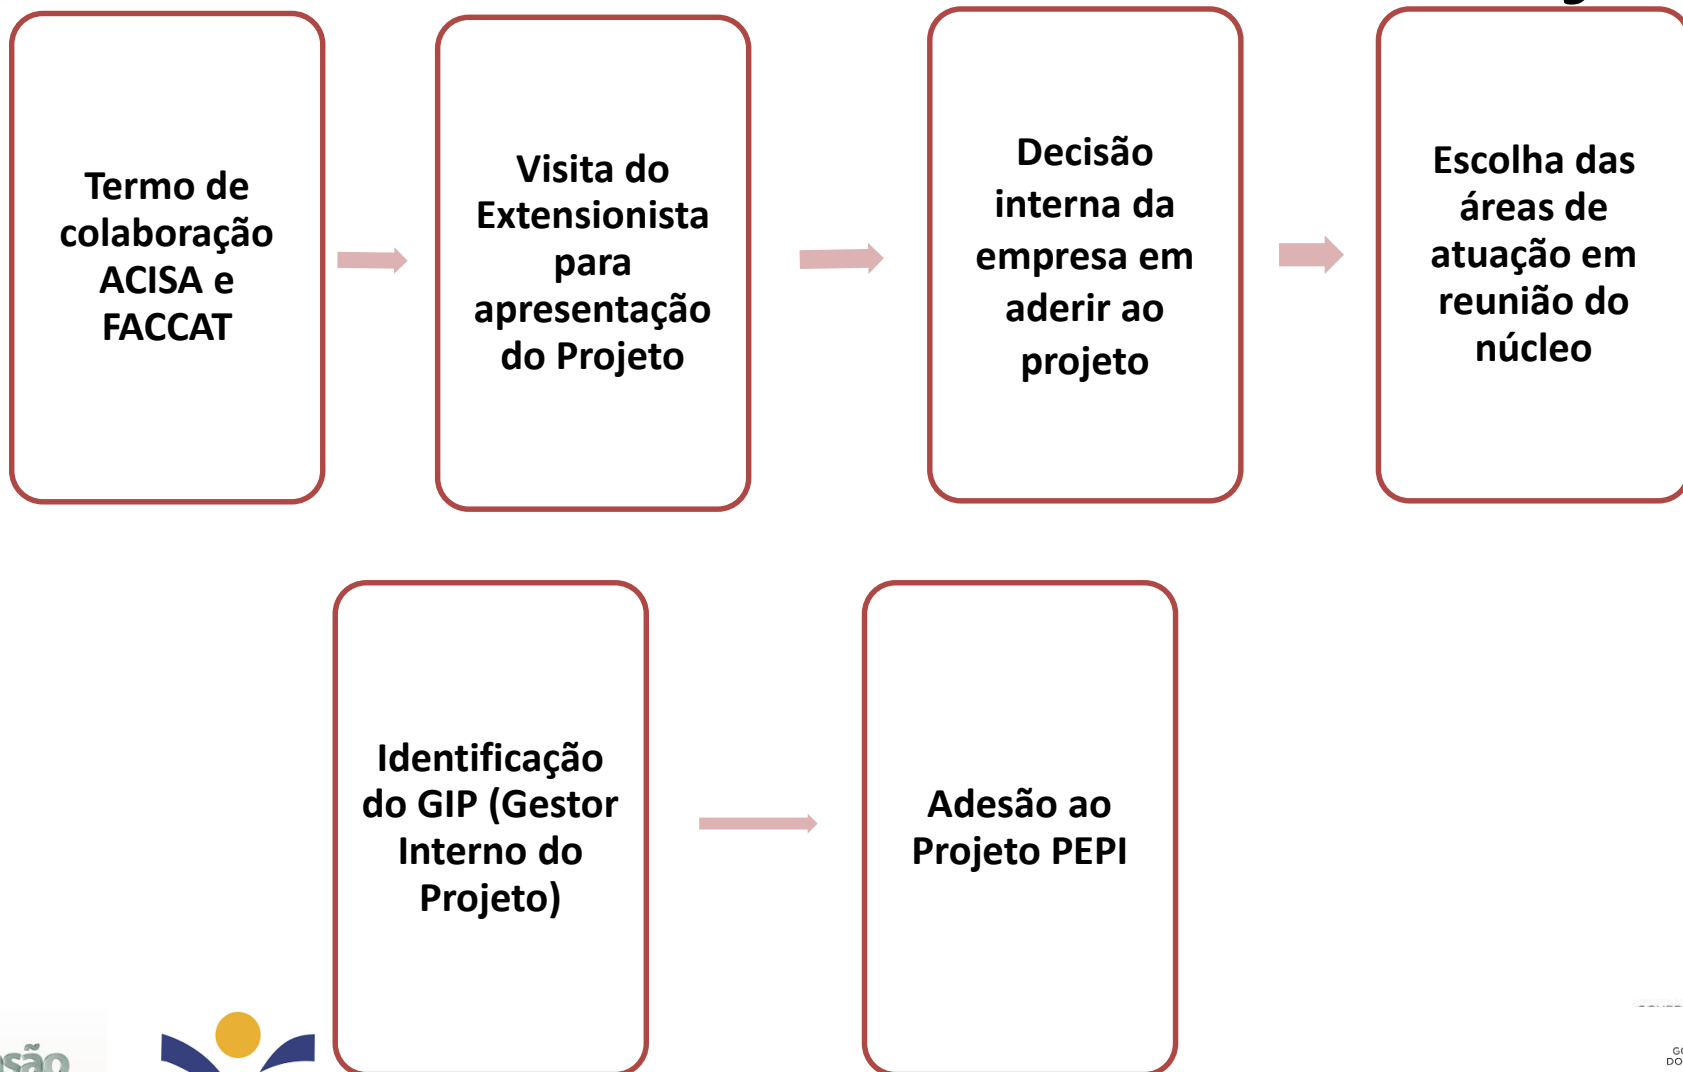 Termo de
colaboração
ACISA e
FACCAT
Visita do
Extensionista
para
apresentação
do Projeto
Decisão
interna da
empresa em
aderir ao
projeto
Escolha das
áreas de
atuação em
reunião do
núcleo
Identificação
do GIP (Gestor
Interno do
Projeto)
Adesão ao
Projeto PEPI